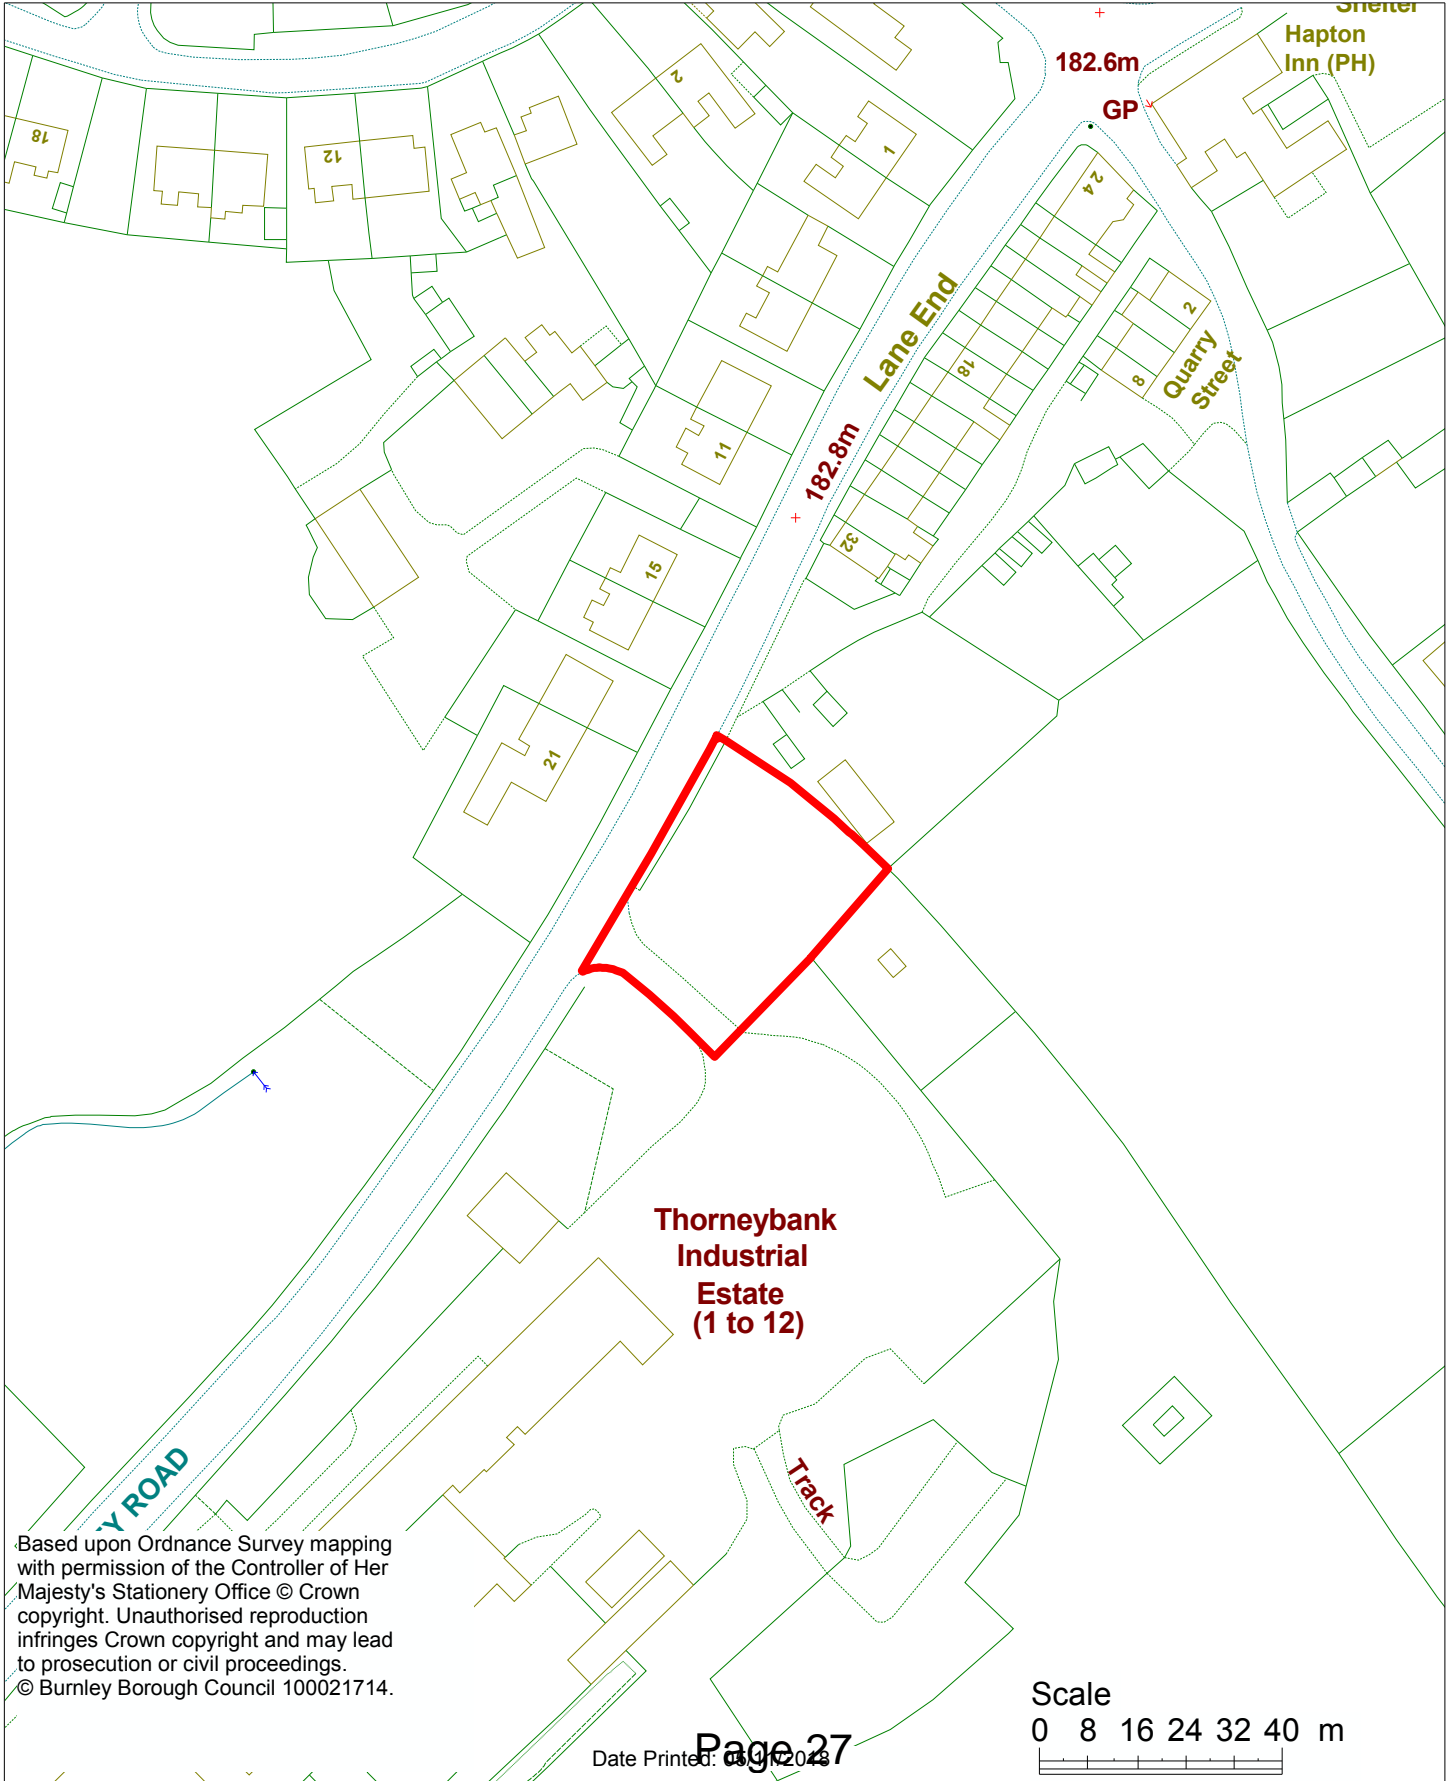 Shelter
Hapton
Inn (PH)
182.6m
GP
2
1
18
12
24
Lane End
2
Quarry
Street
8
18
11
182.8m
32
15
21
Thorneybank
Industrial
Estate
(1 to 12)
Track
Y ROAD
Based upon Ordnance Survey mapping
with permission of the Controller of Her
Majesty's Stationery Office © Crown
copyright. Unauthorised reproduction
infringes Crown copyright and may lead
to prosecution or civil proceedings.
© Burnley Borough Council 100021714.
Scale
0 8 16 24 32 40 m
Page 27
Date Printed: